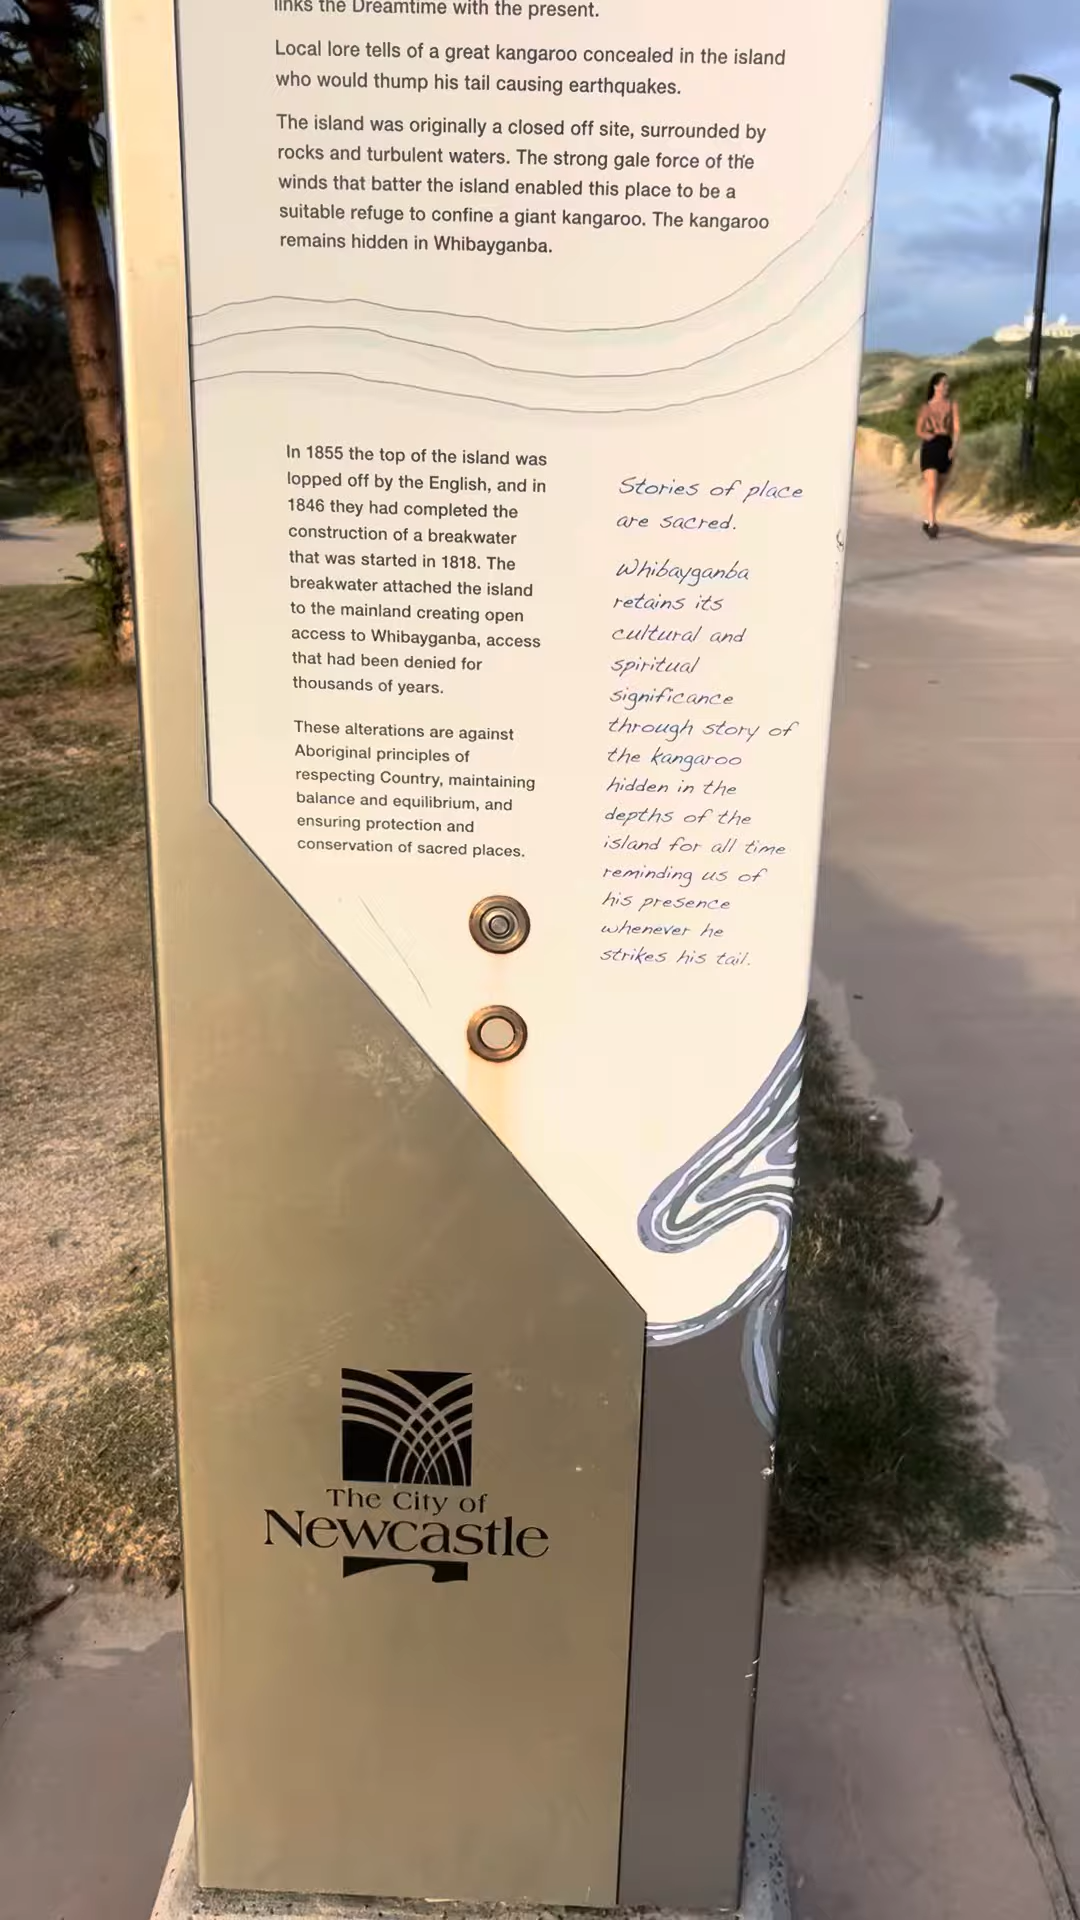 links the Dreamtime with the present.
Local lore tells of a great kangaroo concealed in the island
who would thump his tail causing earthquakes.
The island was originally a closed off site, surrounded by
rocks and turbulent waters. The strong gale force of the
winds that batter the island enabled this place to be a
suitable refuge to confine a giant kangaroo. The kangaroo
remains hidden in Whibayganba.
In 1855 the top of the island was
lopped off by the English, and in
1846 they had completed the
construction of a breakwater
that was started in 1818. The
breakwater attached the island
to the mainland creating open
access to Whibayganba, access
that had been denied for
thousands of years.
These alterations are against
Aboriginal principles of
respecting Country, maintaining
balance and equilibrium, and
ensuring protection and
conservation of sacred places.
Stories of place
are sacred.
Whibayganba
retains its
cultural and
spiritual
significance
through story of
the kangaroo
hidden in the
depths of the
island for all time
reminding us of
his presence
whenever he
strikes his tail.
The City of
Newcastle